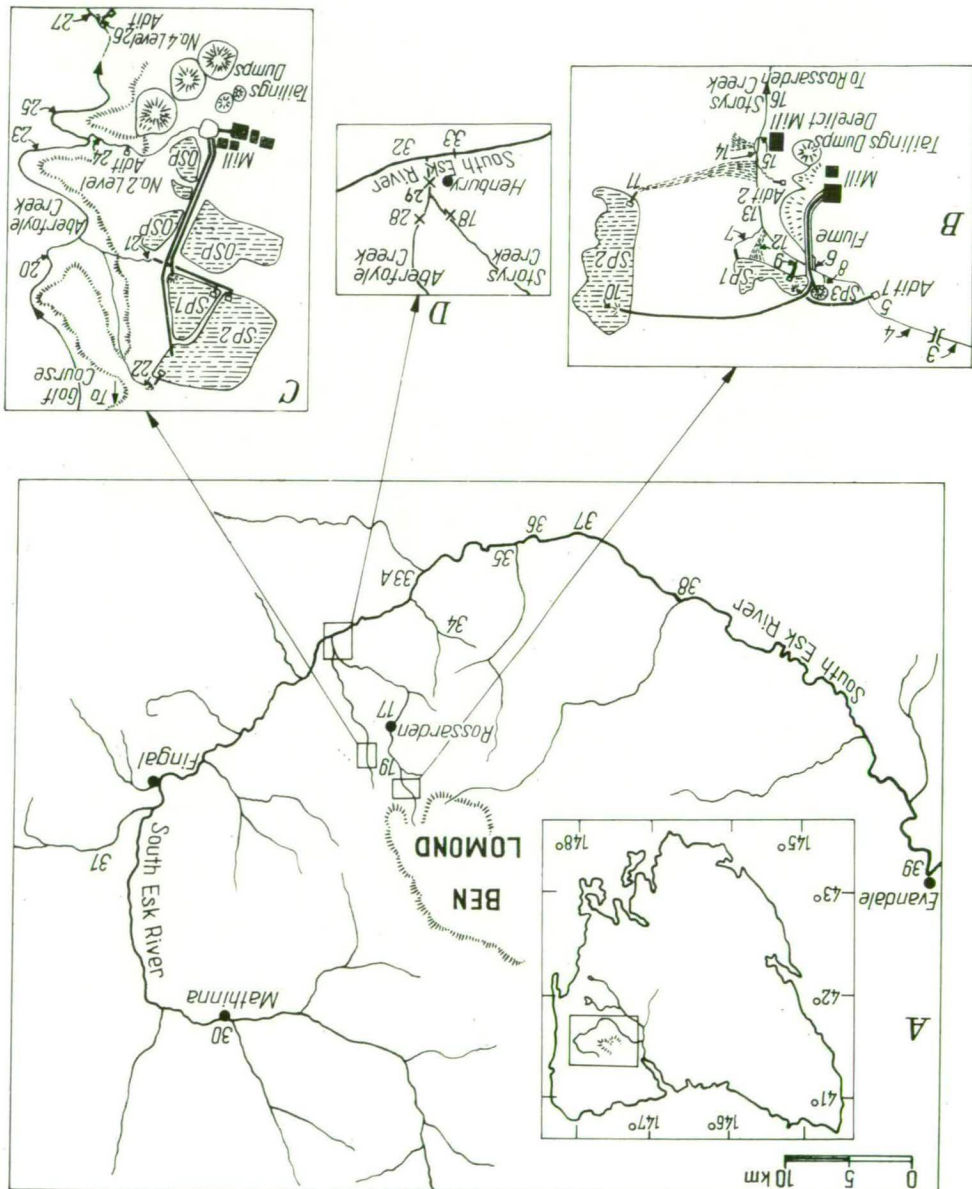 0 5 10 km
A
146° 147°
41°
42°
43°
145° 148°
Mathinna
30
South Esk River
31
Fingal
BEN
LOMOND
Evandale
39
South Esk River
38
37
36
35
34
33A
19
17
Rossarden
B
3
4
5
Adit 1
SP3
6
8
Flume
Mill
Tailings Dumps
SP1
9
7
12
13
Adit 2
14
15
Derelict Mill
Storys
Creek
16
To Rossarden
SP2
10
11
D
Storys
Creek
Aberfoyle
Creek
18
28
29
Henbury
South Esk
River
33
32
C
To Golf
Course
22
SP2
SP1
21
20
Aberfoyle
Creek
OSP
OSP
OSP
Mill
No.2 Level
Adit
24
23
25
Tailings
Dumps
No.4 Level
Adit
26
27